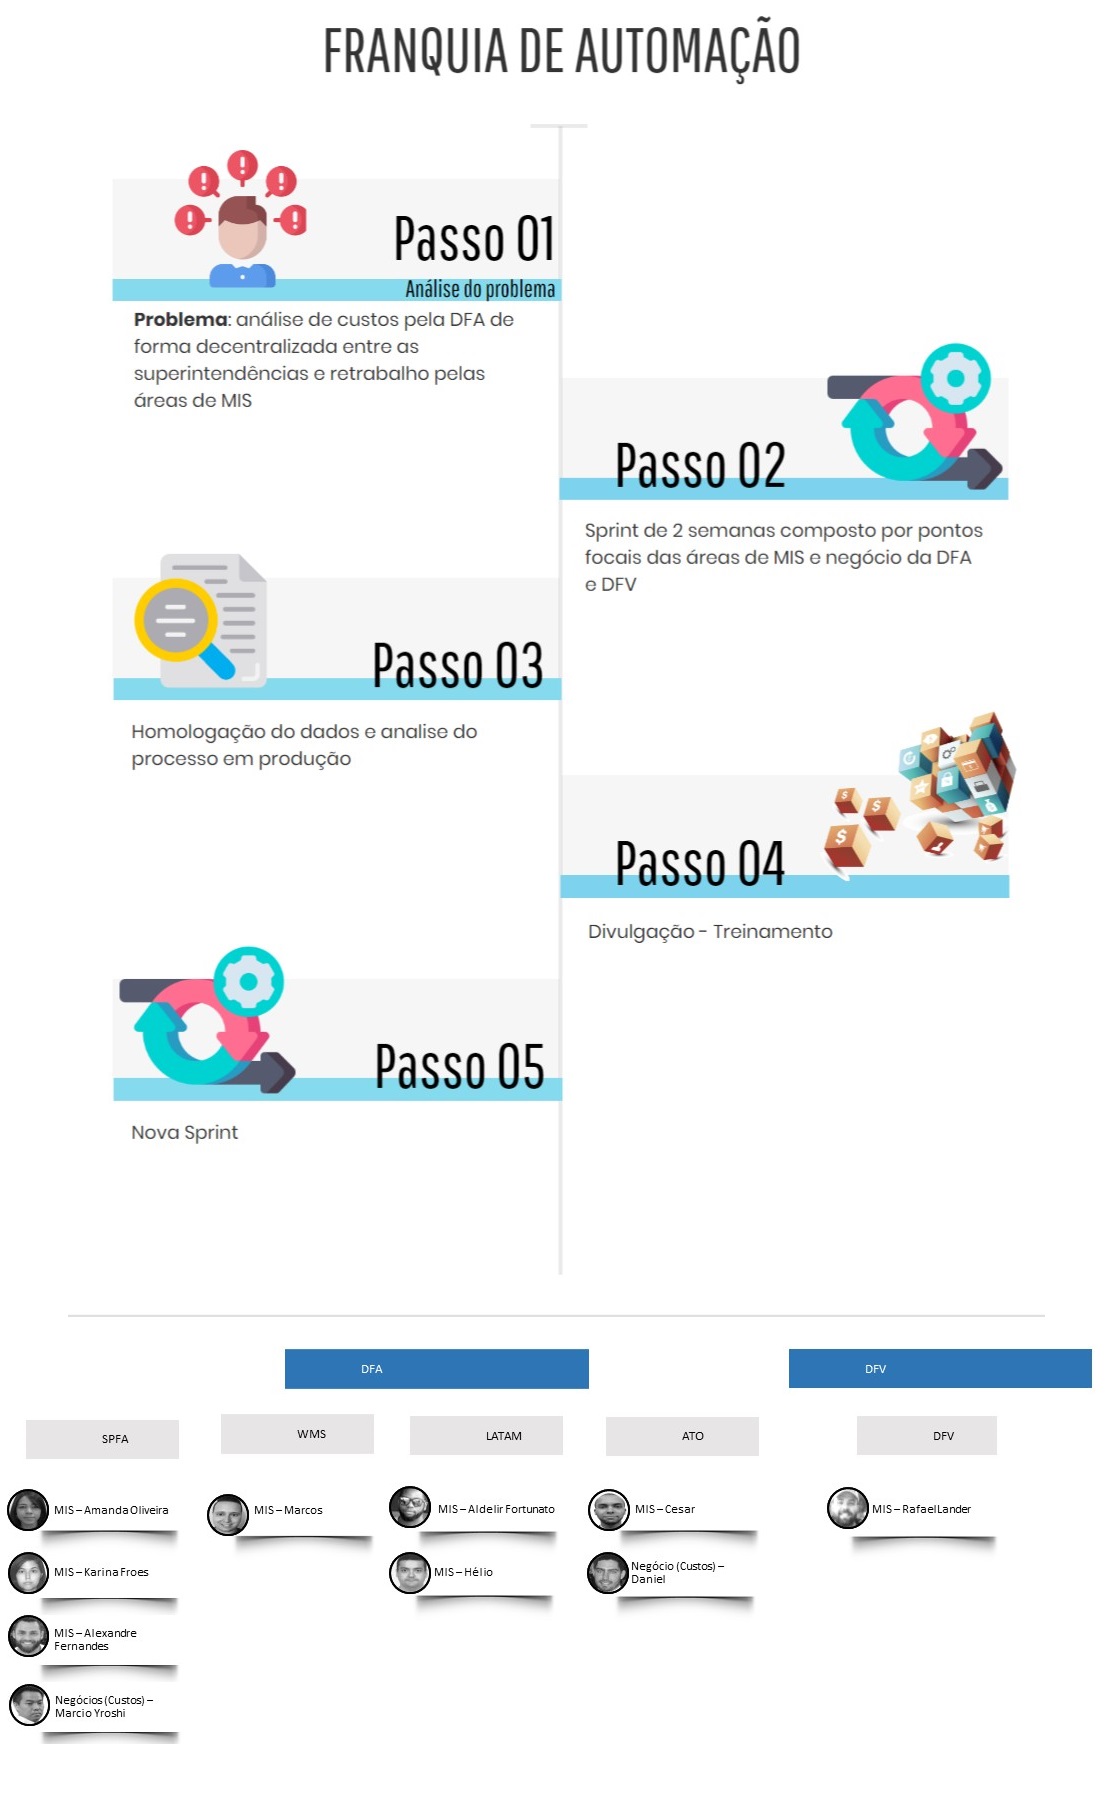 FRANQUIA DE AUTOMAÇÃO
Passo 01
Análise do problema
Problema: análise de custos pela DFA de
forma decentralizada entre as
superintendências e retrabalho pelas
áreas de MIS
Passo 02
Sprint de 2 semanas composto por pontos
focais das áreas de MIS e negócio da DFA
e DFV
Passo 03
Homologação do dados e analise do
processo em produção
Passo 04
Divulgação - Treinamento
Passo 05
Nova Sprint
DFA
DFV
SPFA
WMS
LATAM
ATO
DFV
MIS – Amanda Oliveira
MIS – Karina Froes
MIS – Alexandre
Fernandes
Negócios (Custos) –
Marcio Yroshi
MIS – Marcos
MIS – Aldelir Fortunato
MIS – Hélio
MIS – Cesar
Negócio (Custos) –
Daniel
MIS – Rafael Lander